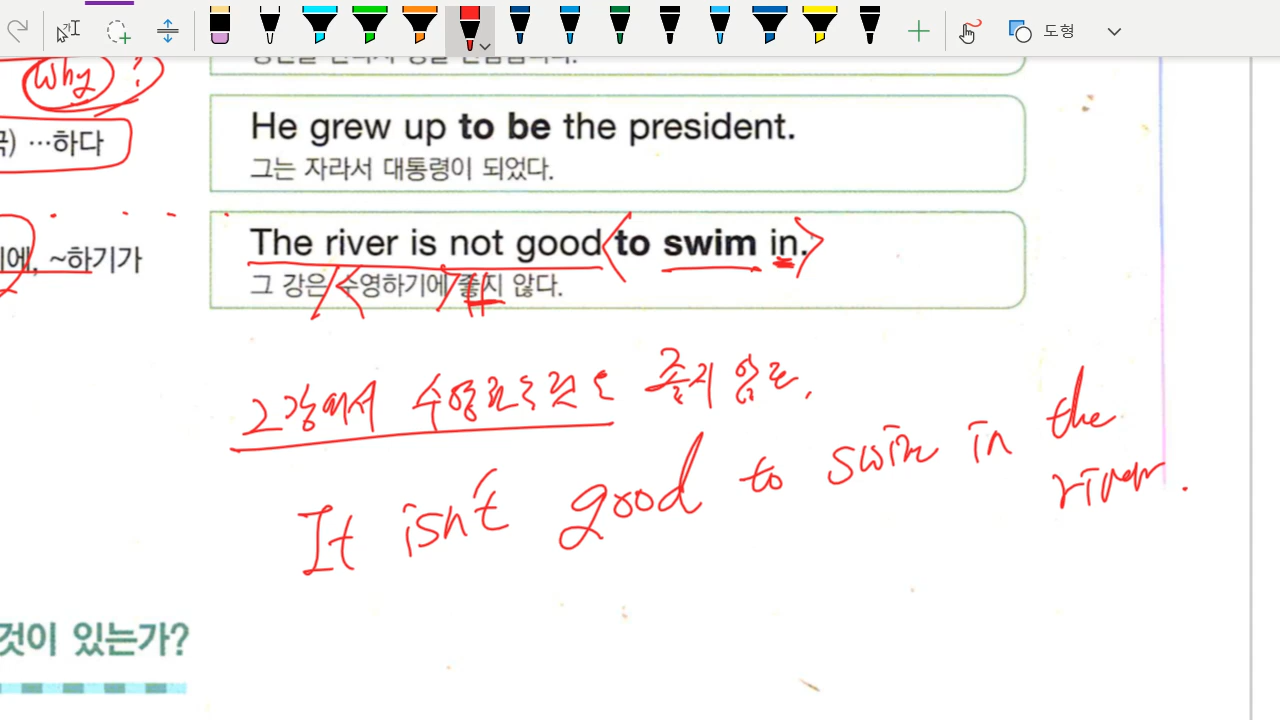 도형
Why ?
…하다
He grew up to be the president.
그는 자라서 대통령이 되었다.
The river is not good to swim in.
~하기가
그 강은 수영하기에 좋지 않다.
그 강에서 수영하는 것은 좋지 않다.
It isn't good to swim in the
river.
것이 있는가?